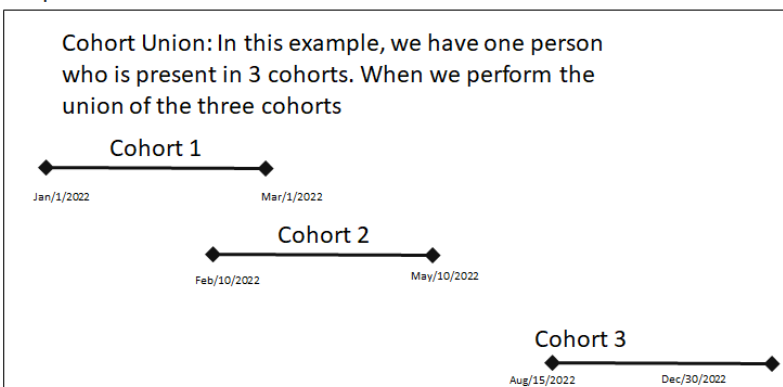 Cohort Union: In this example, we have one person
who is present in 3 cohorts. When we perform the
union of the three cohorts
Cohort 1
Jan/1/2022 Mar/1/2022
Cohort 2
Feb/10/2022 May/10/2022
Cohort 3
Aug/15/2022 Dec/30/2022